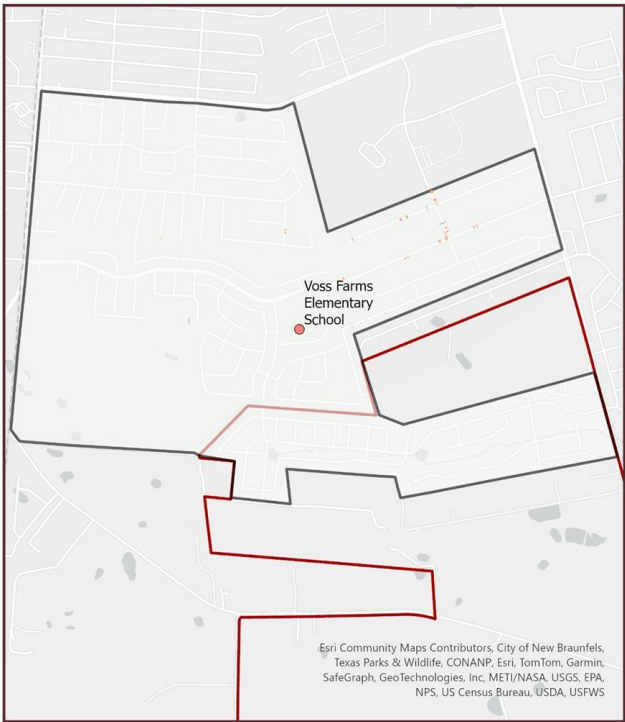 Voss Farms
Elementary
School
Esri Community Maps Contributors, City of New Braunfels,
Texas Parks & Wildlife, CONANP, Esri, TomTom, Garmin,
SafeGraph, GeoTechnologies, Inc, METI/NASA, USGS, EPA,
NPS, US Census Bureau, USDA, USFWS